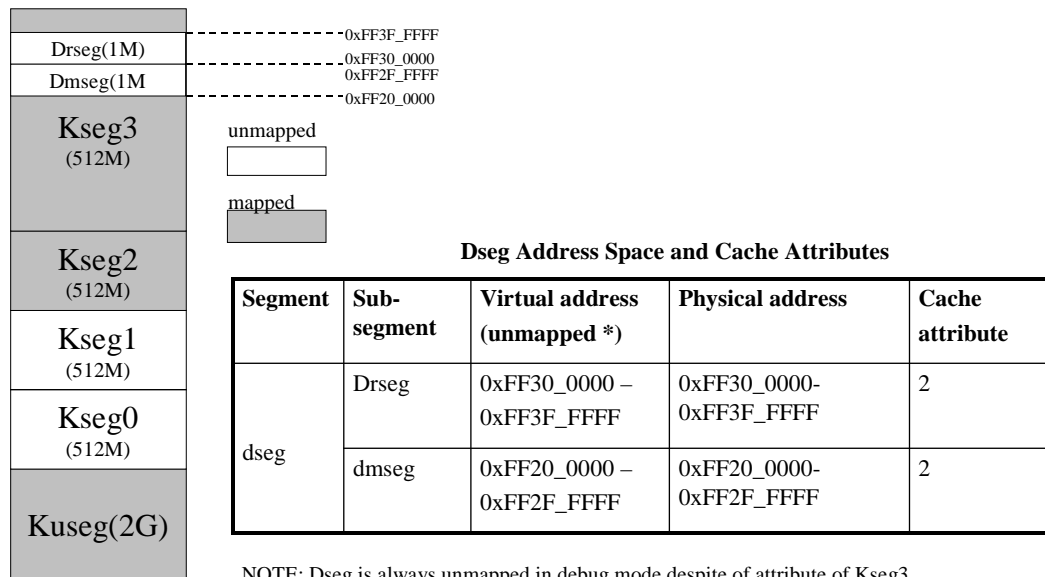 Drseg(1M)
Dmseg(1M
Kseg3
(512M)
Kseg2
(512M)
Kseg1
(512M)
Kseg0
(512M)
Kuseg(2G)
0xFF3F_FFFF
0xFF30_0000
0xFF2F_FFFF
0xFF20_0000
unmapped
mapped
Dseg Address Space and Cache Attributes
Segment
Sub-
segment
Virtual address
(unmapped *)
Physical address
Cache
attribute
dseg
Drseg
0xFF30_0000 –
0xFF3F_FFFF
0xFF30_0000-
0xFF3F_FFFF
2
dmseg
0xFF20_0000 –
0xFF2F_FFFF
0xFF20_0000-
0xFF2F_FFFF
2
NOTE: Dseg is always unmapped in debug mode despite of attribute of Kseg3